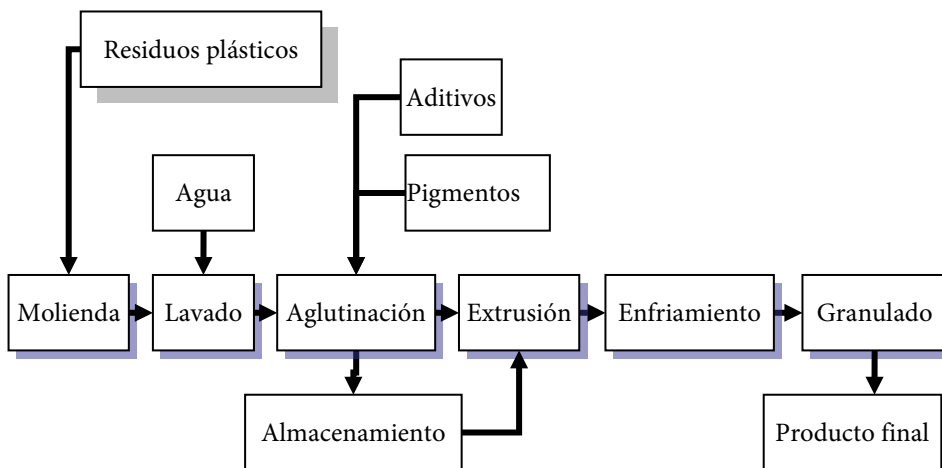 Residuos plásticos
Aditivos
Agua
Pigmentos
Molienda
Lavado
Aglutinación
Extrusión
Enfriamiento
Granulado
Almacenamiento
Producto final